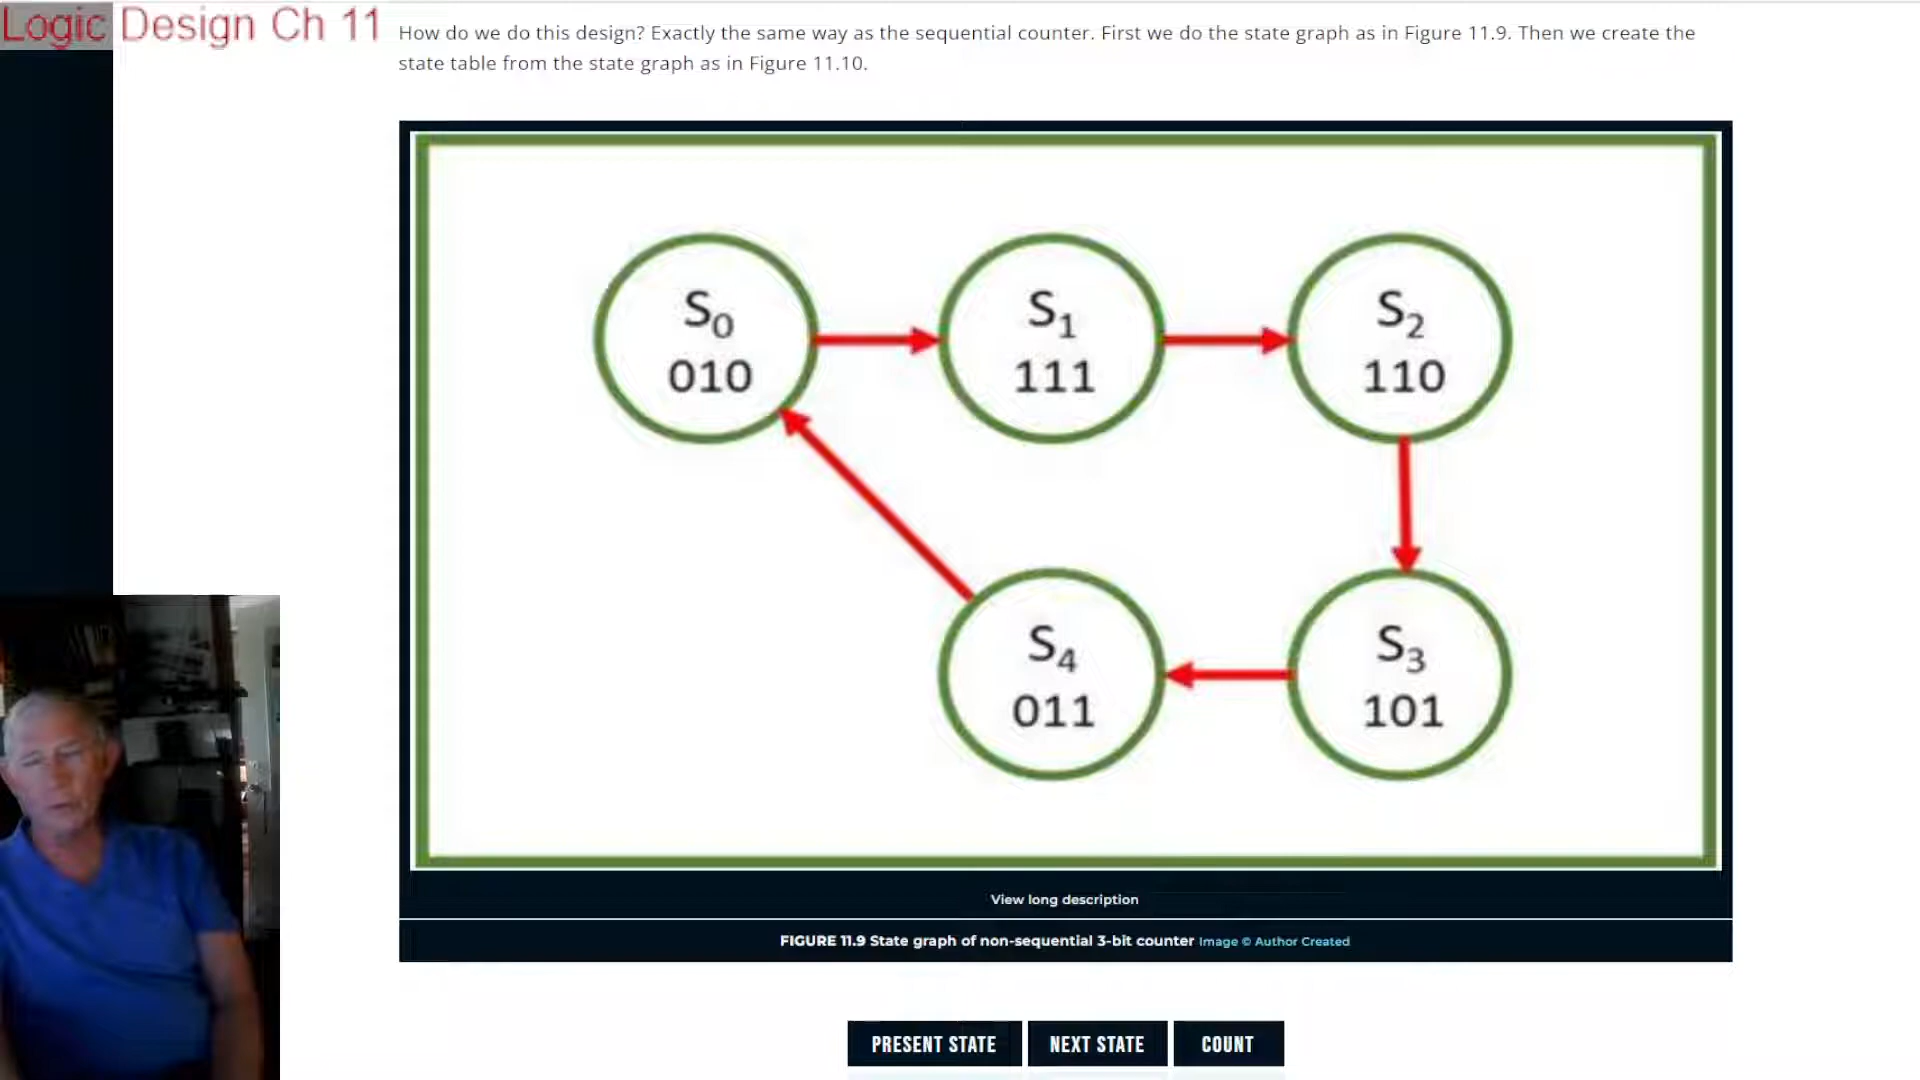 Logic Design Ch 11
How do we do this design? Exactly the same way as the sequential counter. First we do the state graph as in Figure 11.9. Then we create the
state table from the state graph as in Figure 11.10.
S0
010
S1
111
S2
110
S4
011
S3
101
View long description
FIGURE 11.9 State graph of non-sequential 3-bit counter Image © Author Created
PRESENT STATE NEXT STATE COUNT